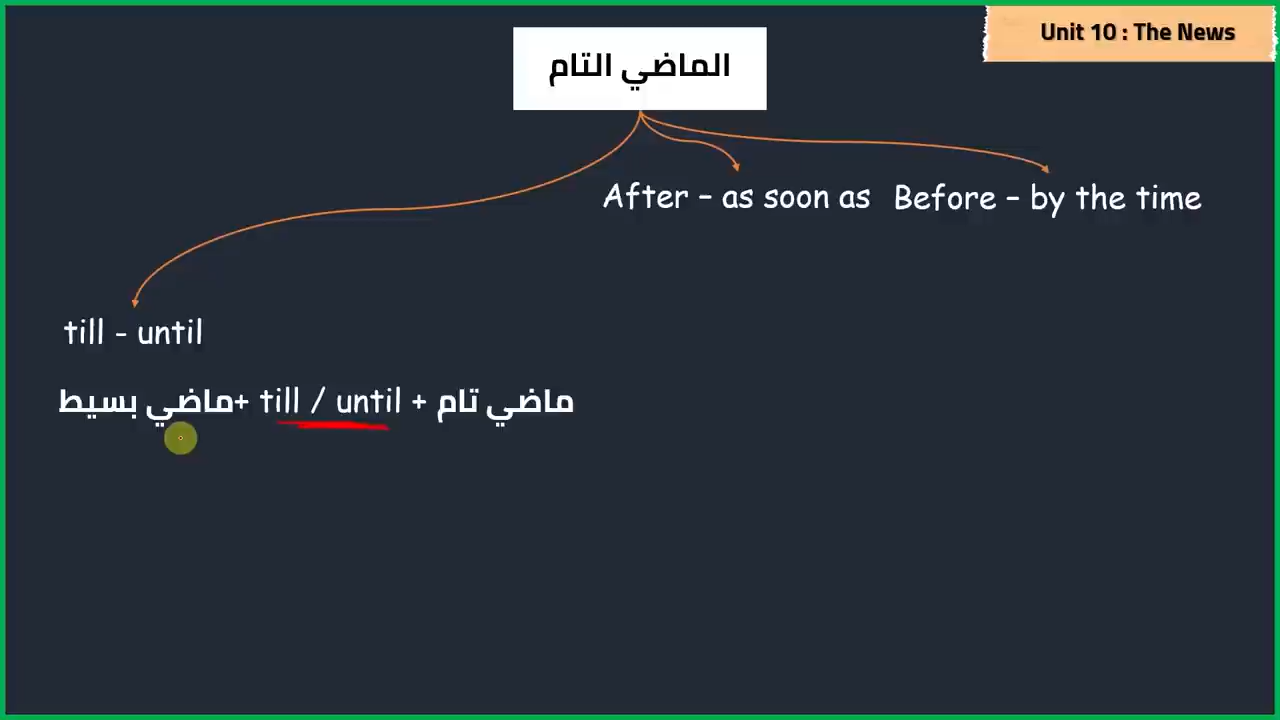 Unit 10 : The News
الماضي التام
After – as soon as
Before – by the time
till - until
ماضي بسيط+ till / until + ماضي تام